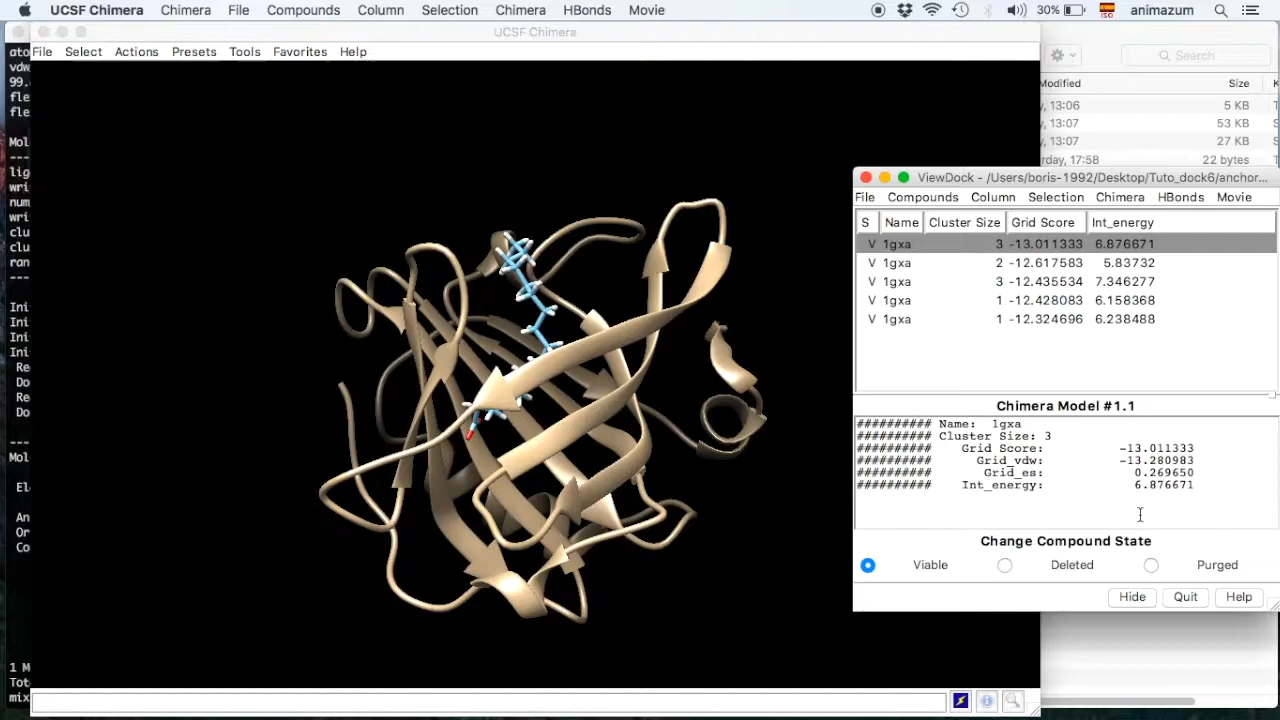 UCSF Chimera Chimera File Compounds Column Selection Chimera HBonds Movie 30% ISO animazum
UCSF Chimera
File Select Actions Presets Tools Favorites Help
Search
Modified Size
13:06 5 KB
13:07 53 KB
13:07 27 KB
17:58 22 bytes
ViewDock - /Users/boris-1992/Desktop/Tuto_dock6/anchor...
File Compounds Column Selection Chimera HBonds Movie
S Name Cluster Size Grid Score Int_energy
V 1gxa 3 -13.011333 6.876671
V 1gxa 2 -12.617583 5.83732
V 1gxa 3 -12.435534 7.346277
V 1gxa 1 -12.428083 6.158368
V 1gxa 1 -12.324696 6.238488
Chimera Model #1.1
########## Name: 1gxa
########## Cluster Size: 3
########## Grid Score: -13.011333
########## Grid_vdw: -13.280983
########## Grid_es: 0.269650
########## Int_energy: 6.876671
Change Compound State
Viable Deleted Purged
Hide Quit Help